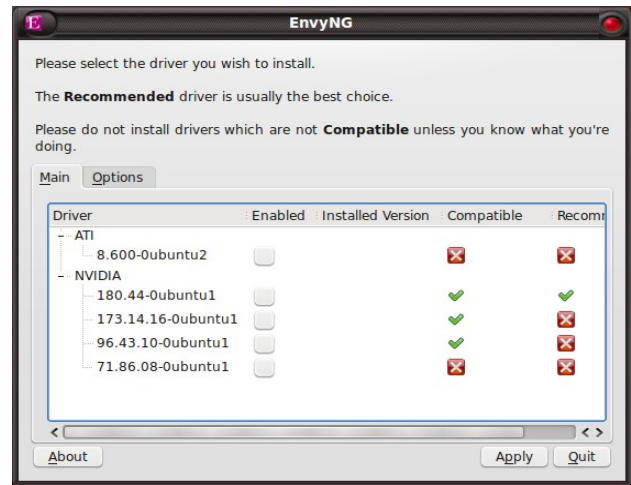 E
EnvyNG
Please select the driver you wish to install.
The Recommended driver is usually the best choice.
Please do not install drivers which are not Compatible unless you know what you're
doing.
Main Options
Driver Enabled Installed Version Compatible Recomm
ATI
8.600-0ubuntu2
NVIDIA
180.44-0ubuntu1
173.14.16-0ubuntu1
96.43.10-0ubuntu1
71.86.08-0ubuntu1
About Apply Quit